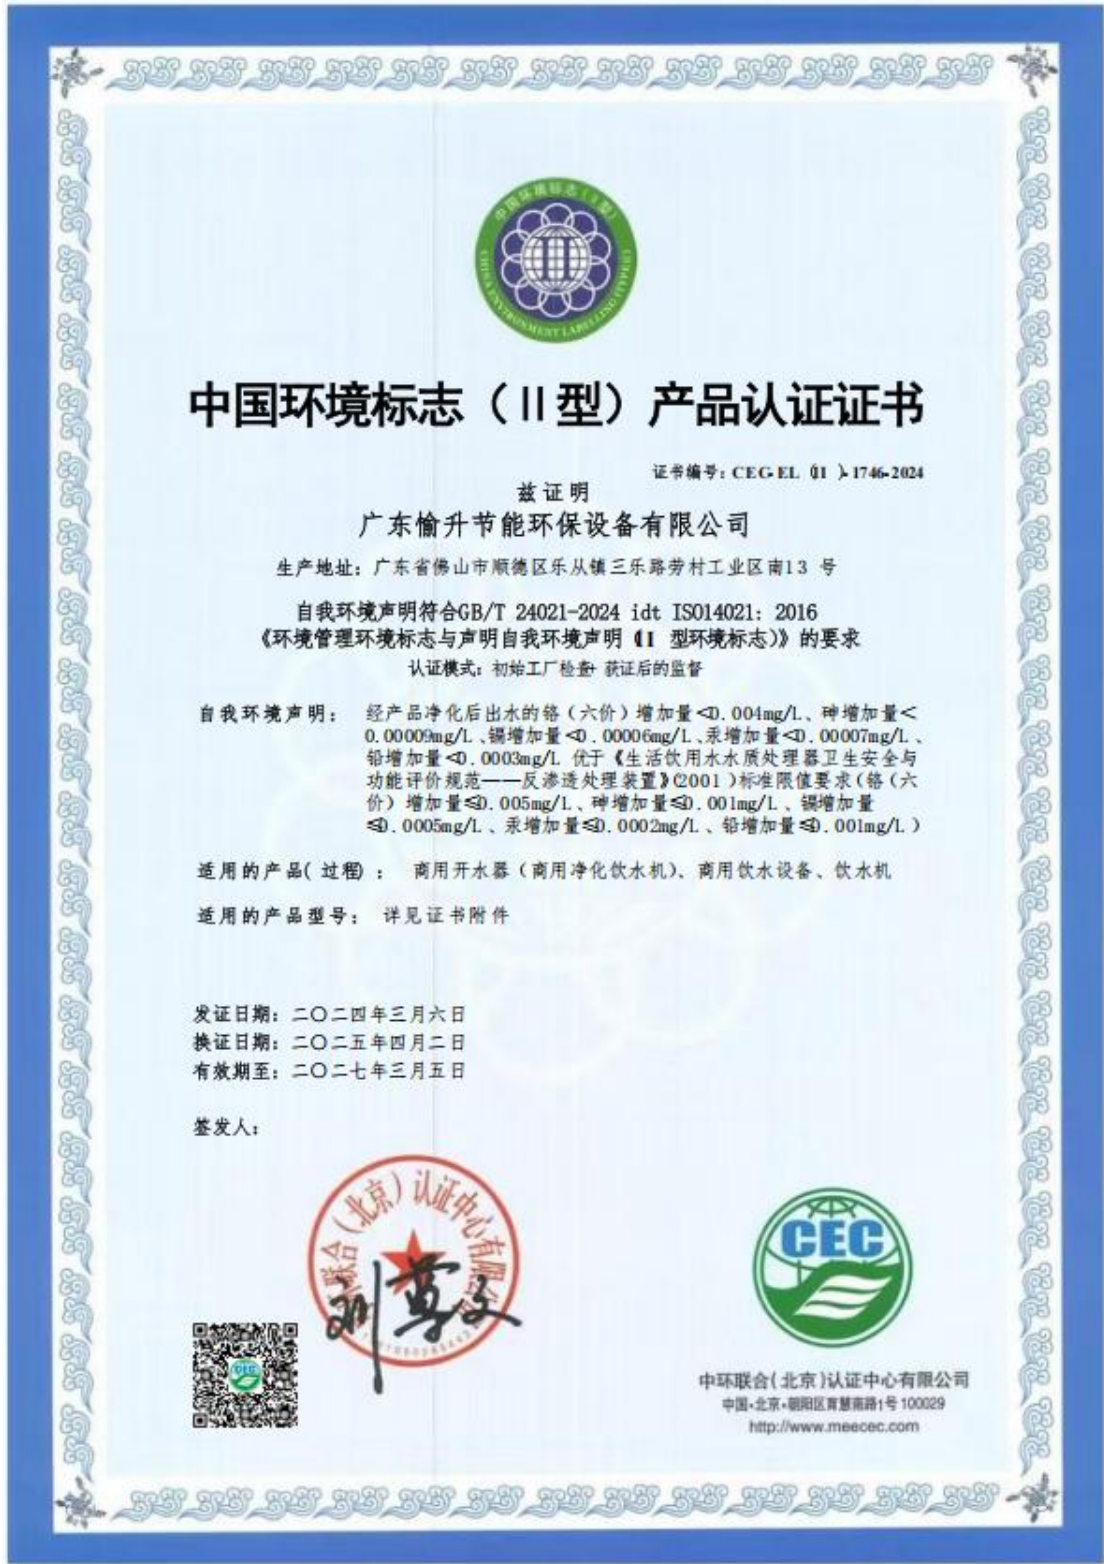 中国环境标志（II型）
CHINA ENVIRONMENT LABELLING (TYPE II)
II
中国环境标志（II型）产品认证证书
证书编号：CEC-EL（II）-1746-2024
兹证明
广东愉升节能环保设备有限公司
生产地址：广东省佛山市顺德区乐从镇三乐路劳村工业区南13 号
自我环境声明符合GB/T 24021-2024 idt ISO14021：2016
《环境管理环境标志与声明自我环境声明（II 型环境标志）》的要求
认证模式：初始工厂检查+ 获证后的监督
自我环境声明： 经产品净化后出水的铬（六价）增加量<0.004mg/L、砷增加量<
0.00009mg/L、镉增加量<0.00006mg/L、汞增加量<0.00007mg/L、
铅增加量<0.0003mg/L 优于《生活饮用水水质处理器卫生安全与
功能评价规范——反渗透处理装置》（2001）标准限值要求（铬（六
价）增加量≤0.005mg/L、砷增加量≤0.001mg/L、镉增加量
≤0.0005mg/L、汞增加量≤0.0002mg/L、铅增加量≤0.001mg/L）
适用的产品（过程）： 商用开水器（商用净化饮水机）、商用饮水设备、饮水机
适用的产品型号： 详见证书附件
发证日期：二〇二四年三月六日
换证日期：二〇二五年四月二日
有效期至：二〇二七年三月五日
签发人：
联合（北京）认证中心有限
CEC
CEC
中环联合（北京）认证中心有限公司
中国·北京·朝阳区育慧南路1号 100029
http://www.meecec.com